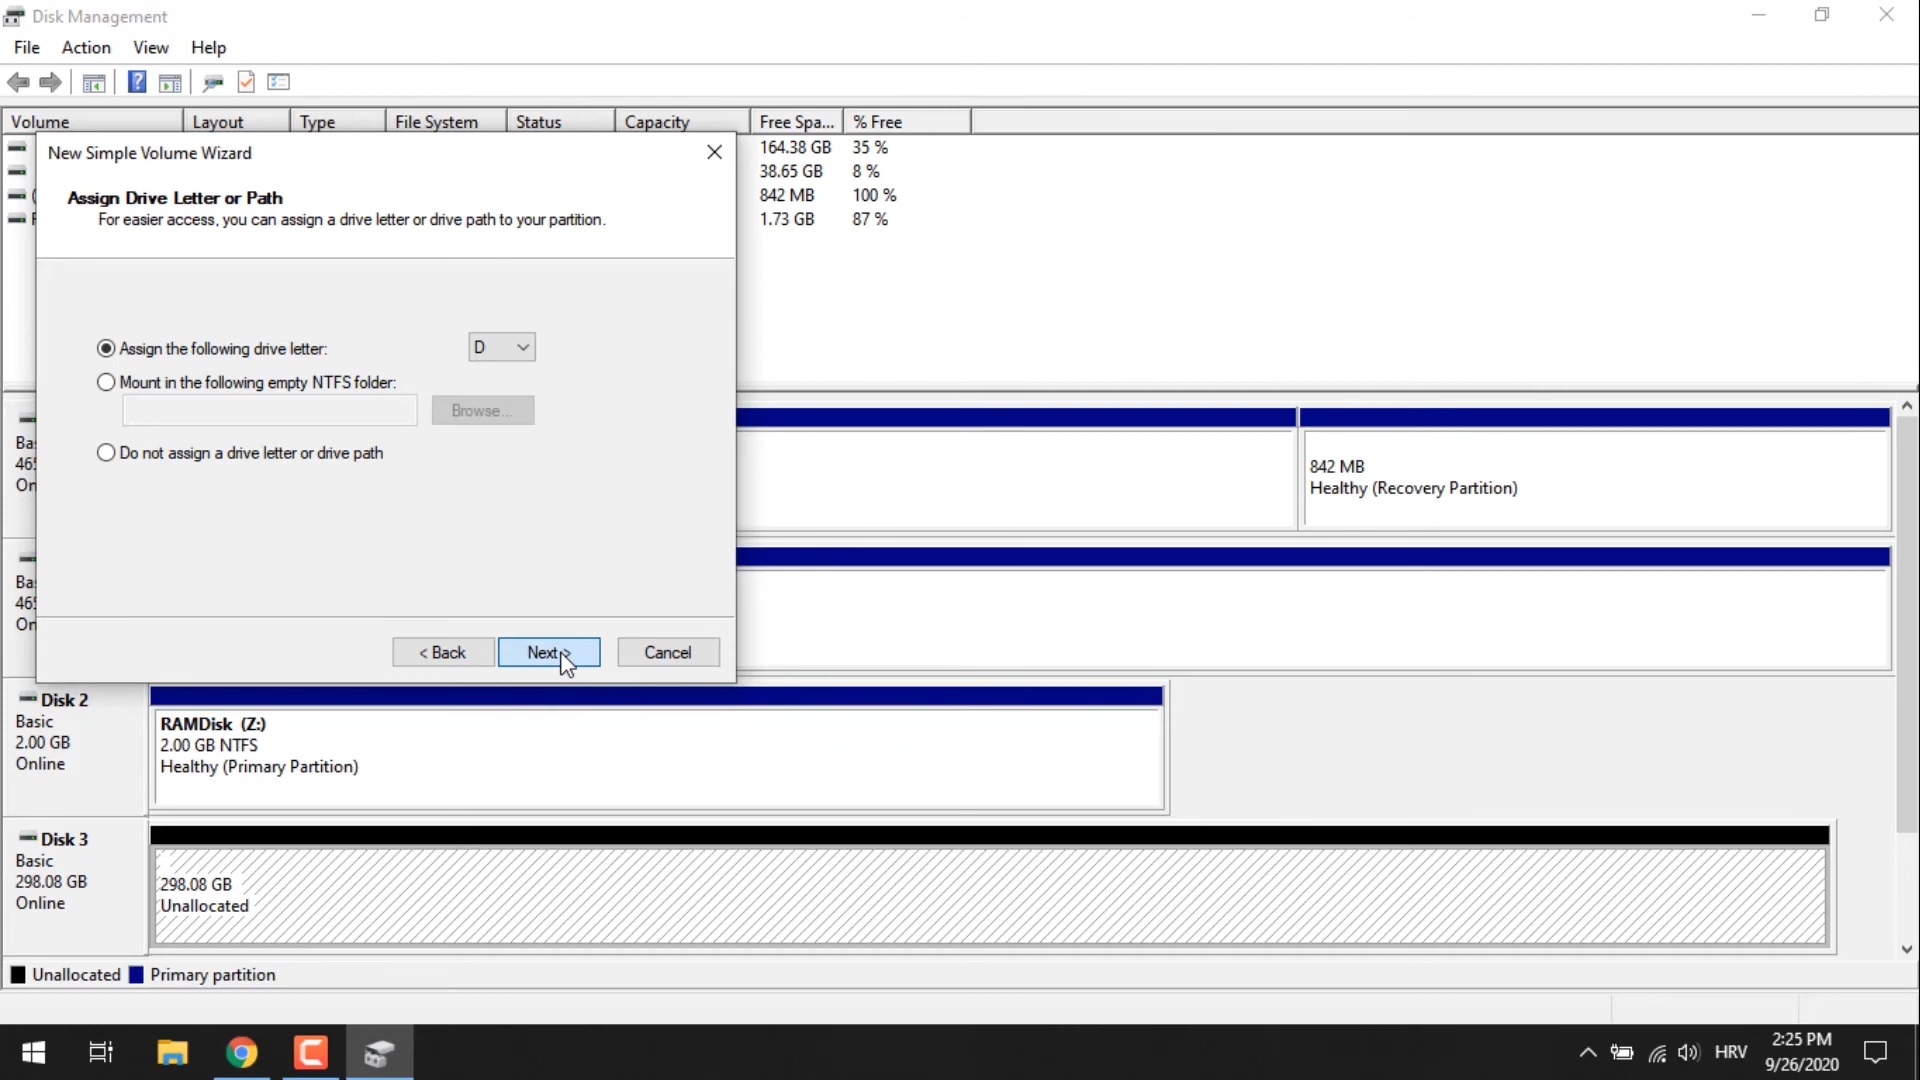 Disk Management
File Action View Help
Volume Layout Type File System Status Capacity Free Spa... % Free
164.38 GB 35 %
38.65 GB 8 %
842 MB 100 %
1.73 GB 87 %
New Simple Volume Wizard
Assign Drive Letter or Path
For easier access, you can assign a drive letter or drive path to your partition.
Assign the following drive letter: D
Mount in the following empty NTFS folder:
Browse...
Do not assign a drive letter or drive path
< Back Next > Cancel
Ba
465
On
842 MB
Healthy (Recovery Partition)
Ba
465
On
Disk 2
Basic
2.00 GB
Online
RAMDisk (Z:)
2.00 GB NTFS
Healthy (Primary Partition)
Disk 3
Basic
298.08 GB
Online
298.08 GB
Unallocated
Unallocated Primary partition
HRV
2:25 PM
9/26/2020